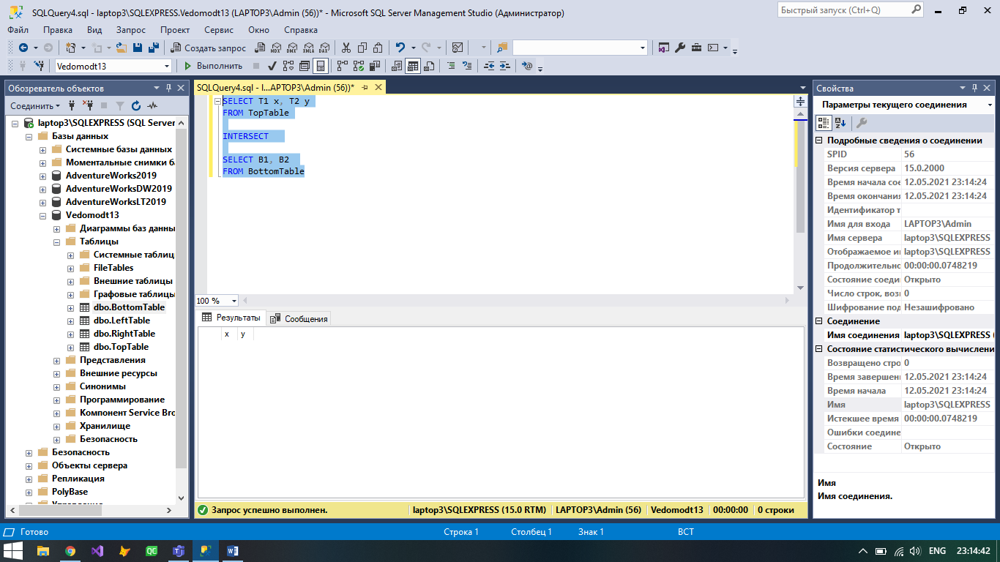 SQLQuery4.sql - laptop3\SQLEXPRESS.Vedomodt13 (LAPTOP3\Admin (56))* - Microsoft SQL Server Management Studio (Администратор)
Быстрый запуск (Ctrl+Q)
Файл Правка Вид Запрос Проект Сервис Окно Справка
Создать запрос MDX DMX XMLA DAX
Vedomodt13 Выполнить
Обозреватель объектов
Соединить
laptop3\SQLEXPRESS (SQL Server
Базы данных
Системные базы данных
Моментальные снимки ба
AdventureWorks2019
AdventureWorksDW2019
AdventureWorksLT2019
Vedomodt13
Диаграммы баз данны
Таблицы
Системные таблиц
FileTables
Внешние таблицы
Графовые таблицы
dbo.BottomTable
dbo.LeftTable
dbo.RightTable
dbo.TopTable
Представления
Внешние ресурсы
Синонимы
Программирование
Компонент Service Bro
Хранилище
Безопасность
Безопасность
Объекты сервера
Репликация
PolyBase
Управление
SQLQuery4.sql - l...APTOP3\Admin (56))*
SELECT T1 x, T2 y
FROM TopTable
INTERSECT
SELECT B1, B2
FROM BottomTable
100 %
Результаты Сообщения
x y
Запрос успешно выполнен. laptop3\SQLEXPRESS (15.0 RTM) LAPTOP3\Admin (56) Vedomodt13 00:00:00 0 строки
Свойства
Параметры текущего соединения
Подробные сведения о соединении
SPID 56
Версия сервера 15.0.2000
Время начала сое 12.05.2021 23:14:24
Время окончания 12.05.2021 23:14:24
Идентификатор т
Имя для входа LAPTOP3\Admin
Имя сервера laptop3\SQLEXPRESS
Отображаемое им laptop3\SQLEXPRESS
Продолжительно 00:00:00.0748219
Состояние соеди Открыто
Число строк, возв 0
Шифрование под Незашифровано
Соединение
Имя соединения laptop3\SQLEXPRESS (
Состояние статистического вычислени
Возвращено стро 0
Время завершени 12.05.2021 23:14:24
Время начала 12.05.2021 23:14:24
Имя laptop3\SQLEXPRESS
Истекшее время 00:00:00.0748219
Ошибки соедине
Состояние Открыто
Имя
Имя соединения.
Готово Строка 1 Столбец 1 Знак 1 ВСТ
QC ENG 23:14:42